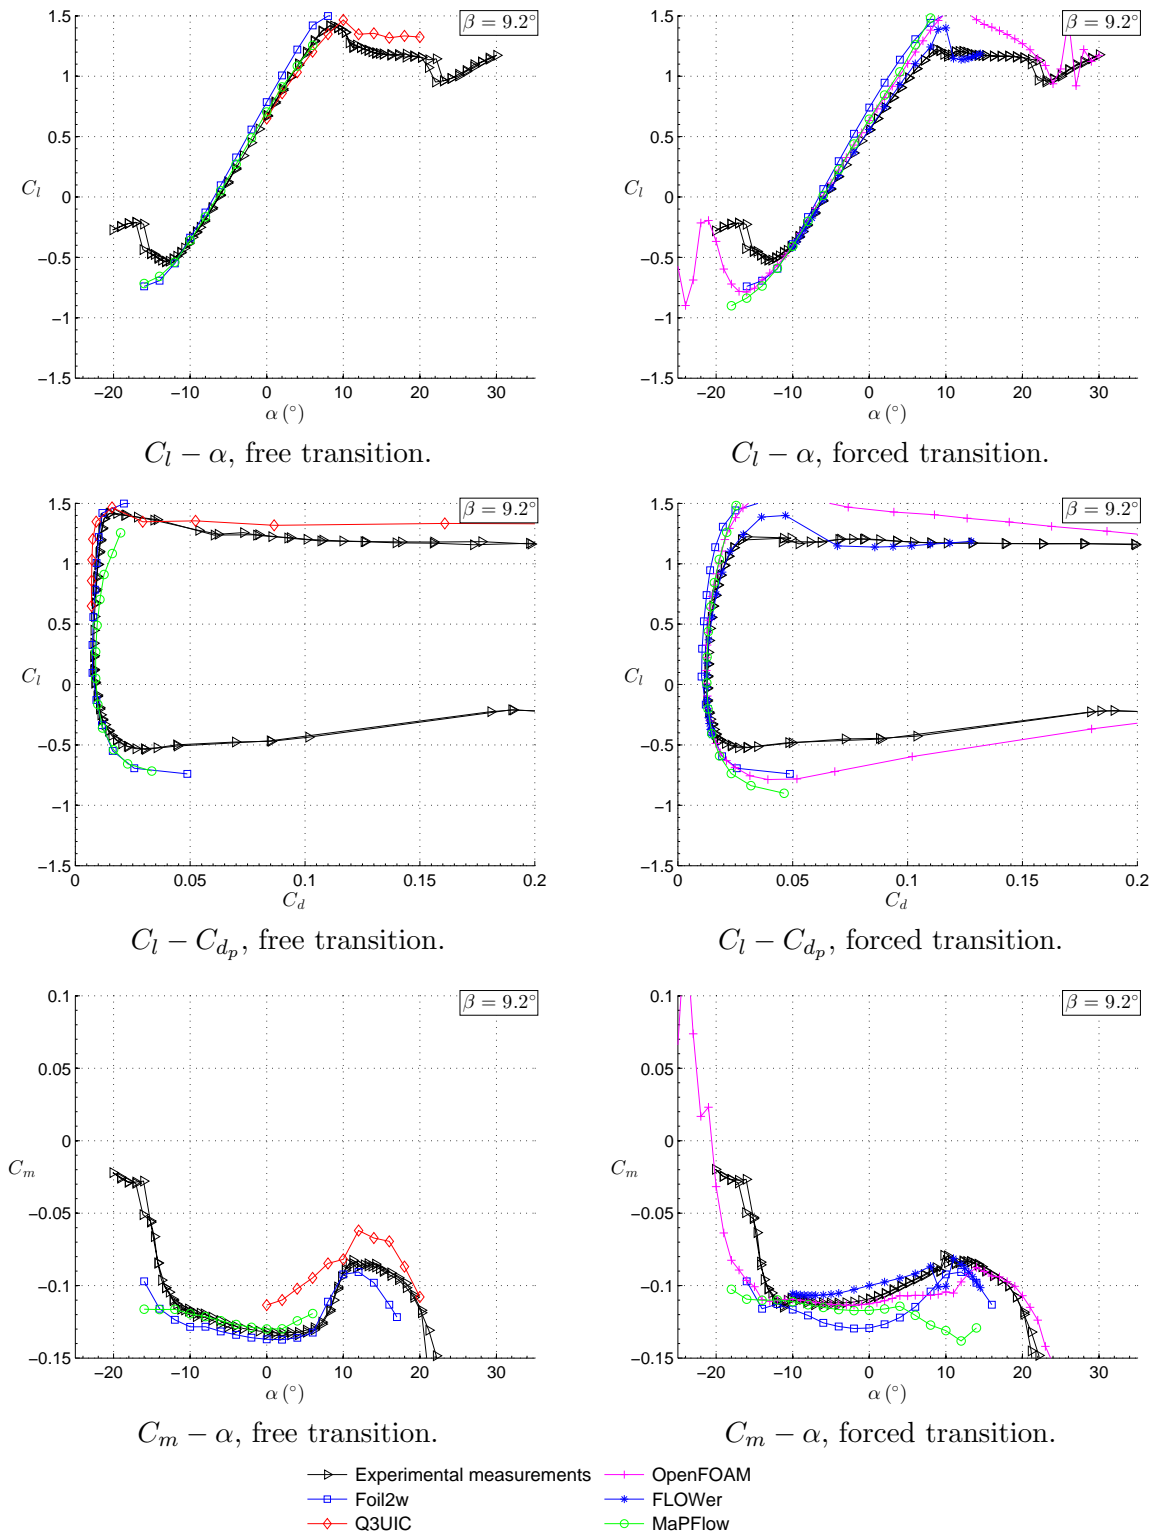 β = 9.2°
β = 9.2°
1.5
1
0.5
0
−0.5
−1
−1.5
C_l
−20 −10 0 10 20 30
α (°)
1.5
1
0.5
0
−0.5
−1
−1.5
C_l
−20 −10 0 10 20 30
α (°)
C_l − α, free transition.
C_l − α, forced transition.
β = 9.2°
β = 9.2°
1.5
1
0.5
0
−0.5
−1
−1.5
C_l
0 0.05 0.1 0.15 0.2
C_d
1.5
1
0.5
0
−0.5
−1
−1.5
C_l
0 0.05 0.1 0.15 0.2
C_d
C_l − C_{d_p}, free transition.
C_l − C_{d_p}, forced transition.
β = 9.2°
β = 9.2°
0.1
0.05
0
−0.05
−0.1
−0.15
C_m
−20 −10 0 10 20 30
α (°)
0.1
0.05
0
−0.05
−0.1
−0.15
C_m
−20 −10 0 10 20 30
α (°)
C_m − α, free transition.
C_m − α, forced transition.
Experimental measurements
Foil2w
Q3UIC
OpenFOAM
FLOWer
MaPFlow